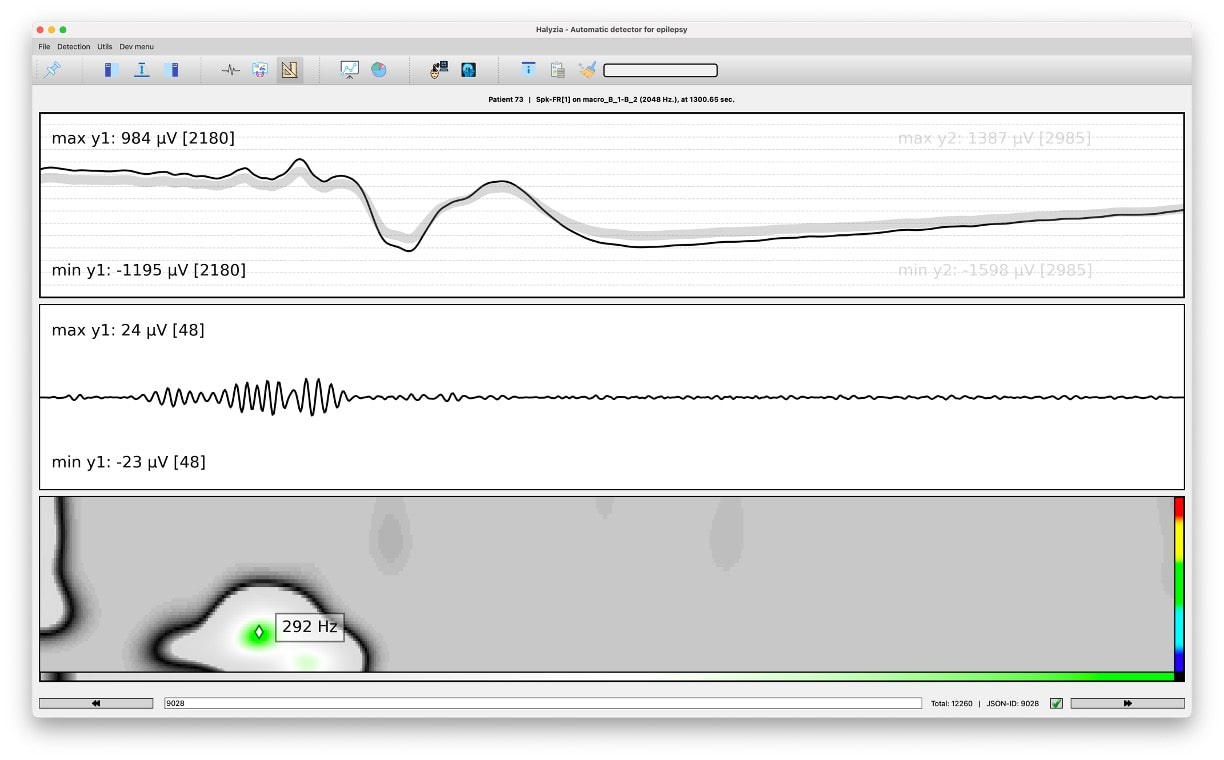 Halyzia - Automatic detector for epilepsy
File Detection Utils Dev menu
Patient 73 | Spk-FR[1] on macro_B_1-B_2 (2048 Hz.), at 1300.65 sec.
max y1: 984 µV [2180] max y2: 1387 µV [2985]
min y1: -1195 µV [2180] min y2: -1598 µV [2985]
max y1: 24 µV [48]
min y1: -23 µV [48]
292 Hz
9028 Total: 12260 | JSON-ID: 9028